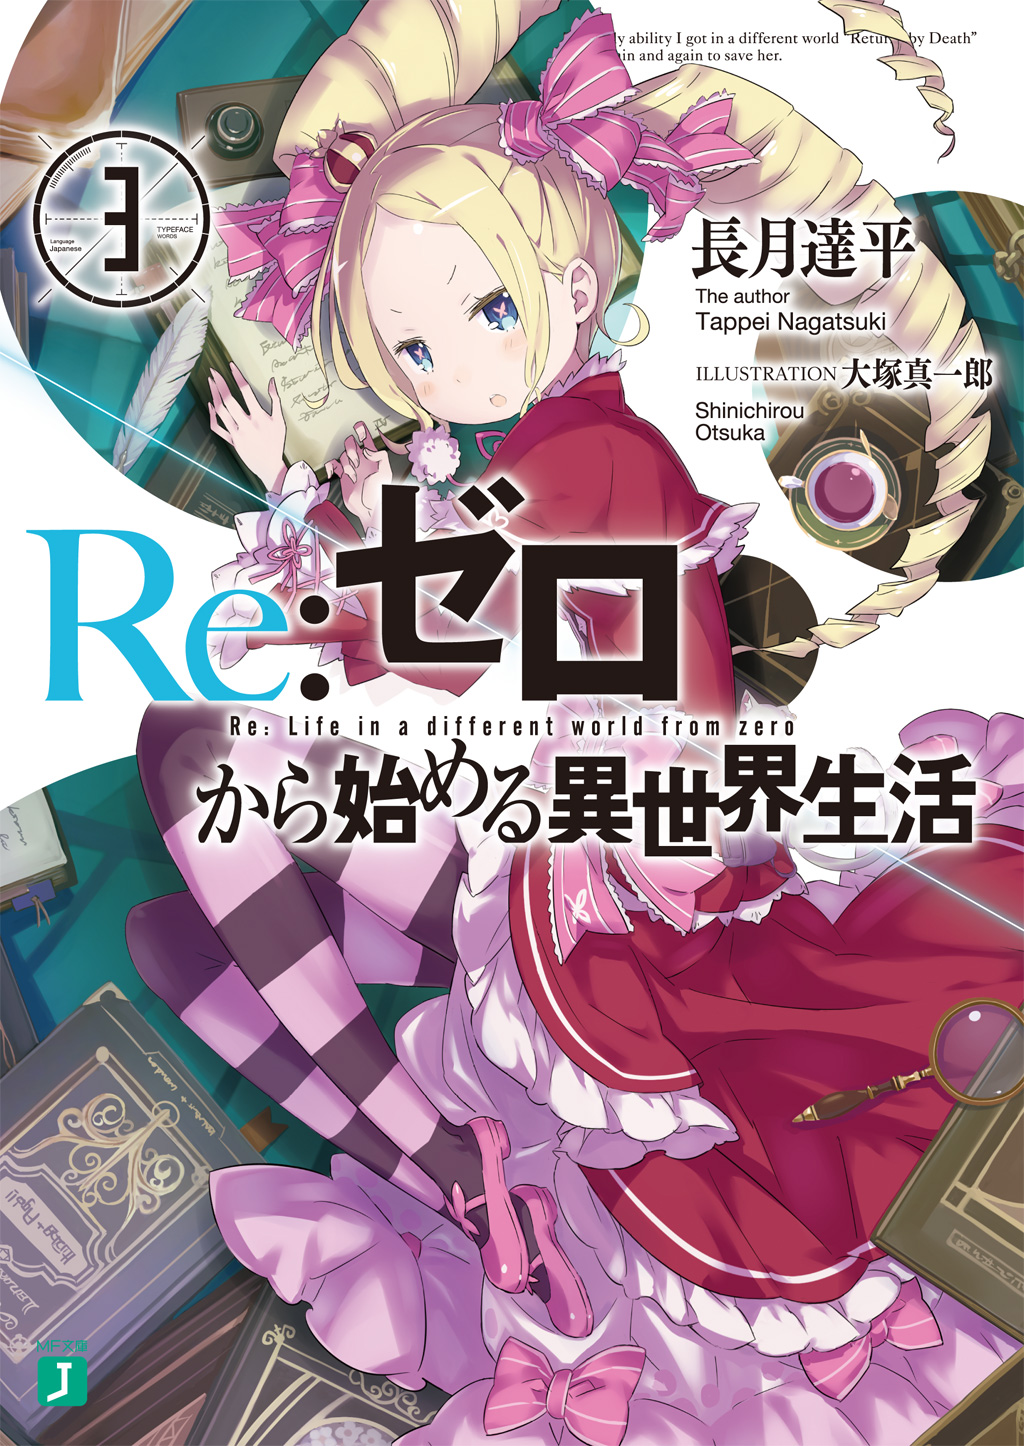 ly ability I got in a different world "Return by Death"
in and again to save her.
3
Language
Japanese
TYPEFACE
WORDS
長月達平
The author
Tappei Nagatsuki
ILLUSTRATION 大塚真一郎
Shinichirou
Otsuka
Re:ゼロ
Re: Life in a different world from zero
から始める異世界生活
MF文庫
J